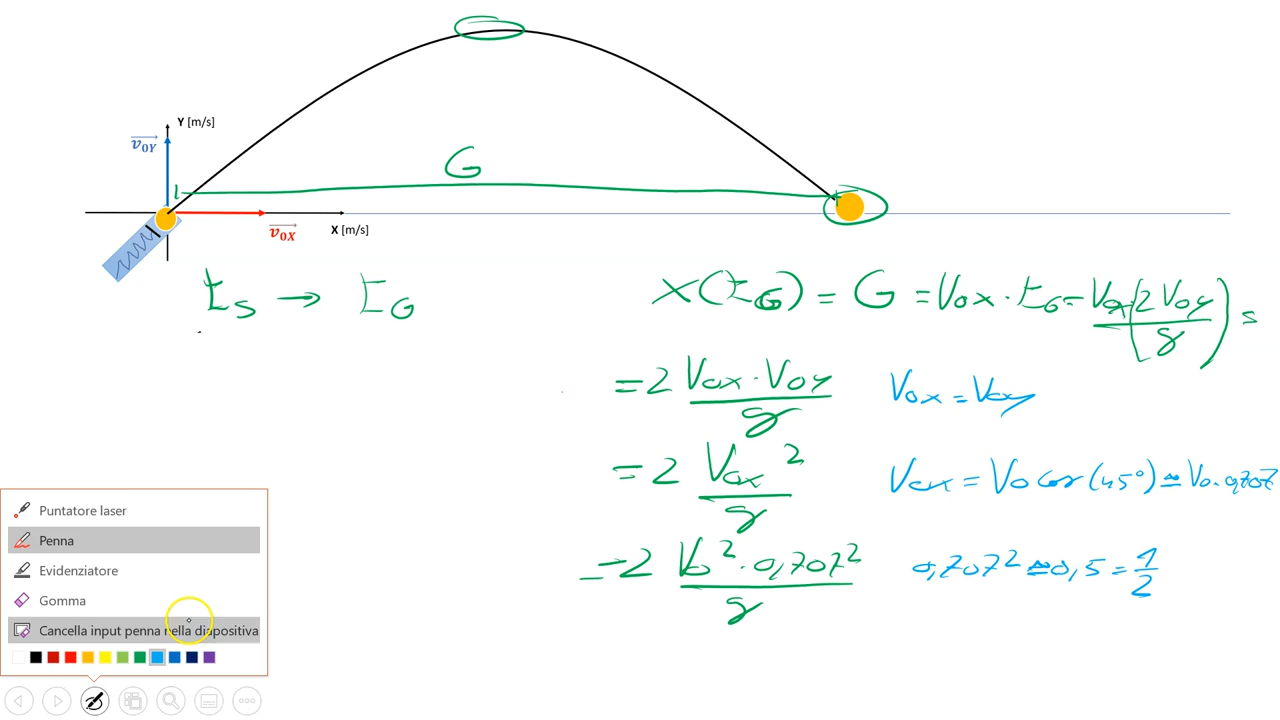 Y [m/s]
v0Y
G
X [m/s]
v0X
ts → tG
x(tG) = G = V0x · tG = V0x · (2 V0y / g) =
= 2 V0x · V0y / g
V0x = V0y
= 2 V0x² / g
V0x = V0 cos(45°) ≃ V0 · 0,707
= 2 V0² · 0,707² / g
0,707² ≃ 0,5 = 1/2
Puntatore laser
Penna
Evidenziatore
Gomma
Cancella input penna nella diapositiva